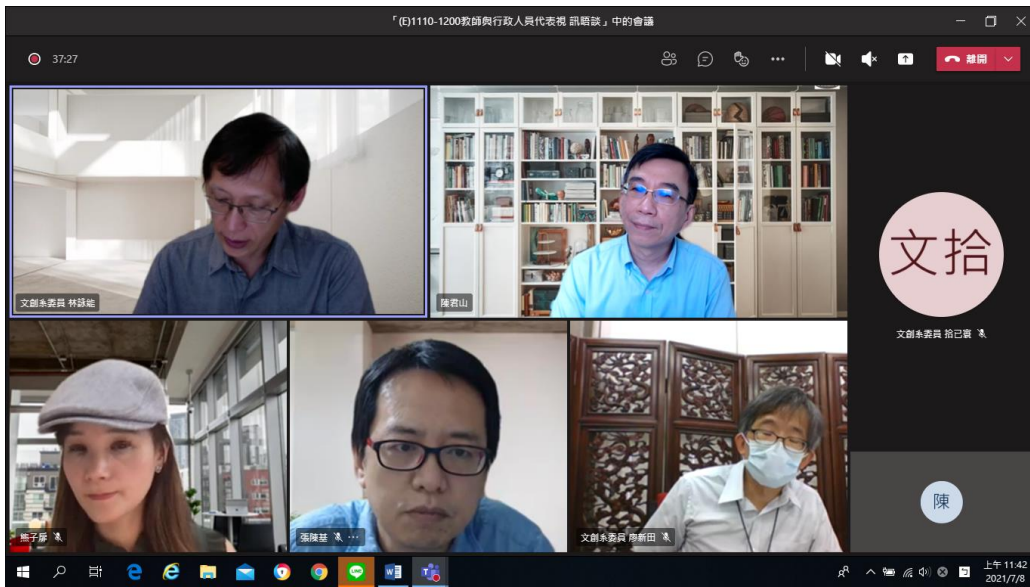 「(E)1110-1200教師與行政人員代表視 訊晤談」中的會議
37:27
離開
文創系委員 林詠能
陳君山
文拾
文創系委員 拾已寰
熊子扉
張陳基
文創系委員 廖新田
陳
上午 11:42
2021/7/2